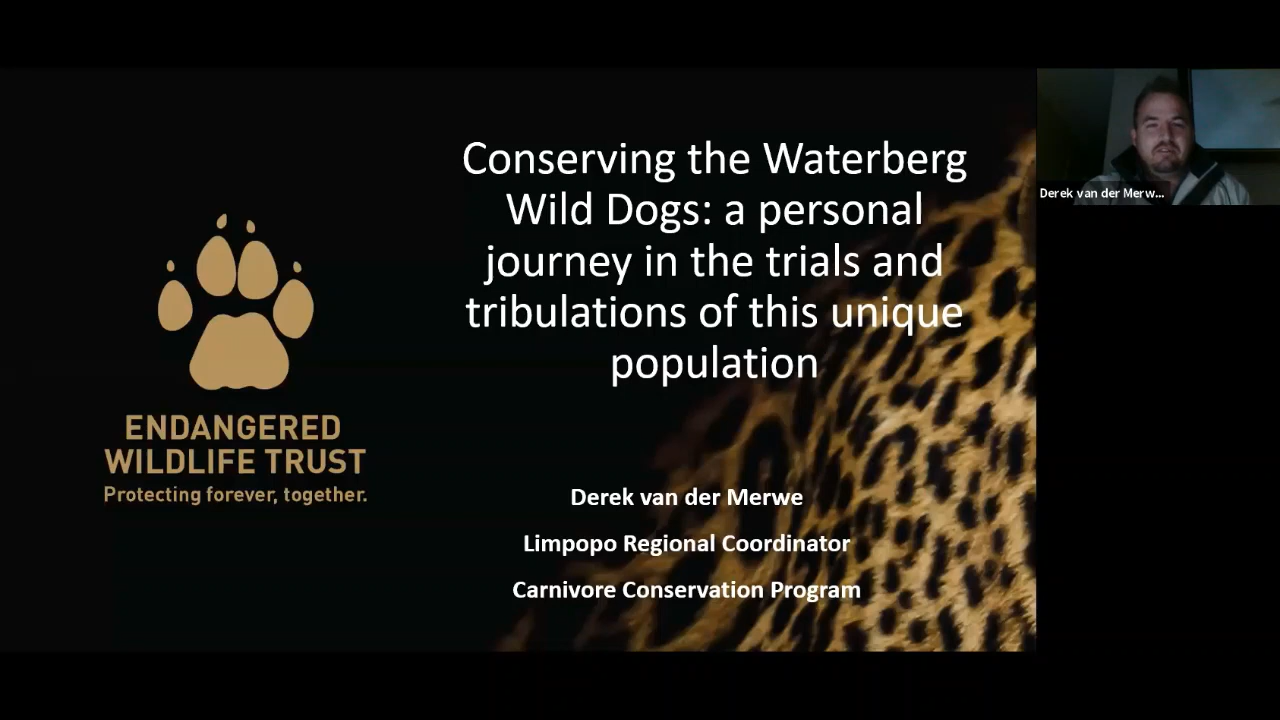 Conserving the Waterberg
Wild Dogs: a personal
journey in the trials and
tribulations of this unique
population
ENDANGERED
WILDLIFE TRUST
Protecting forever, together.
Derek van der Merwe
Limpopo Regional Coordinator
Carnivore Conservation Program
Derek van der Merw...